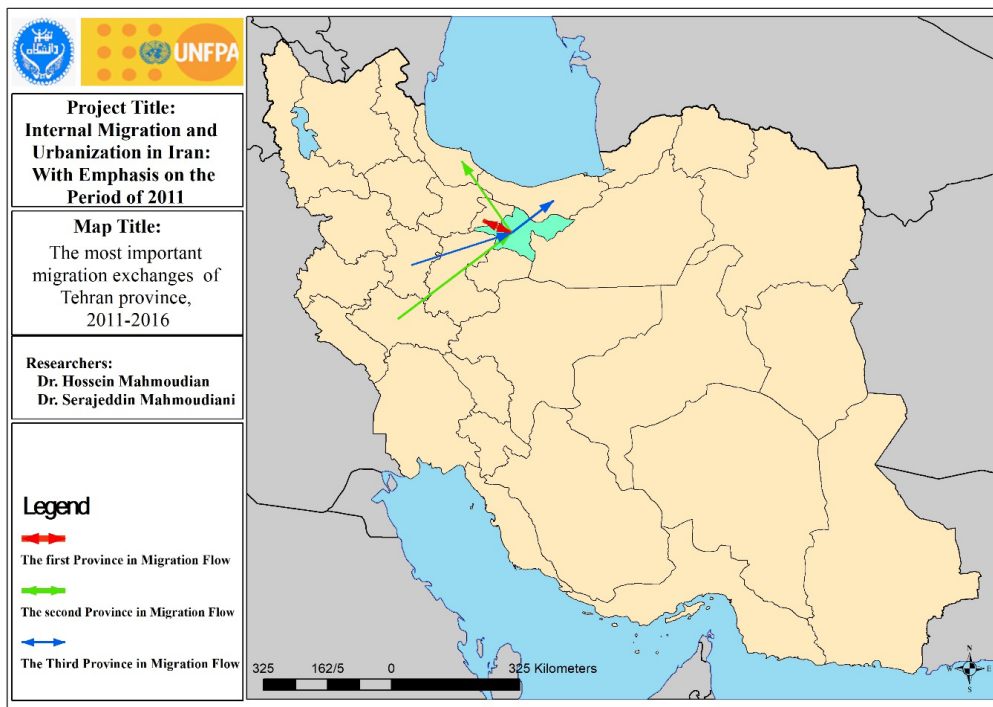 UNFPA
Project Title:
Internal Migration and
Urbanization in Iran:
With Emphasis on the
Period of 2011
Map Title:
The most important
migration exchanges of
Tehran province,
2011-2016
Researchers:
Dr. Hossein Mahmoudian
Dr. Serajeddin Mahmoudiani
Legend
The first Province in Migration Flow
The second Province in Migration Flow
The Third Province in Migration Flow
325 162/5 0 325 Kilometers
N
W E
S